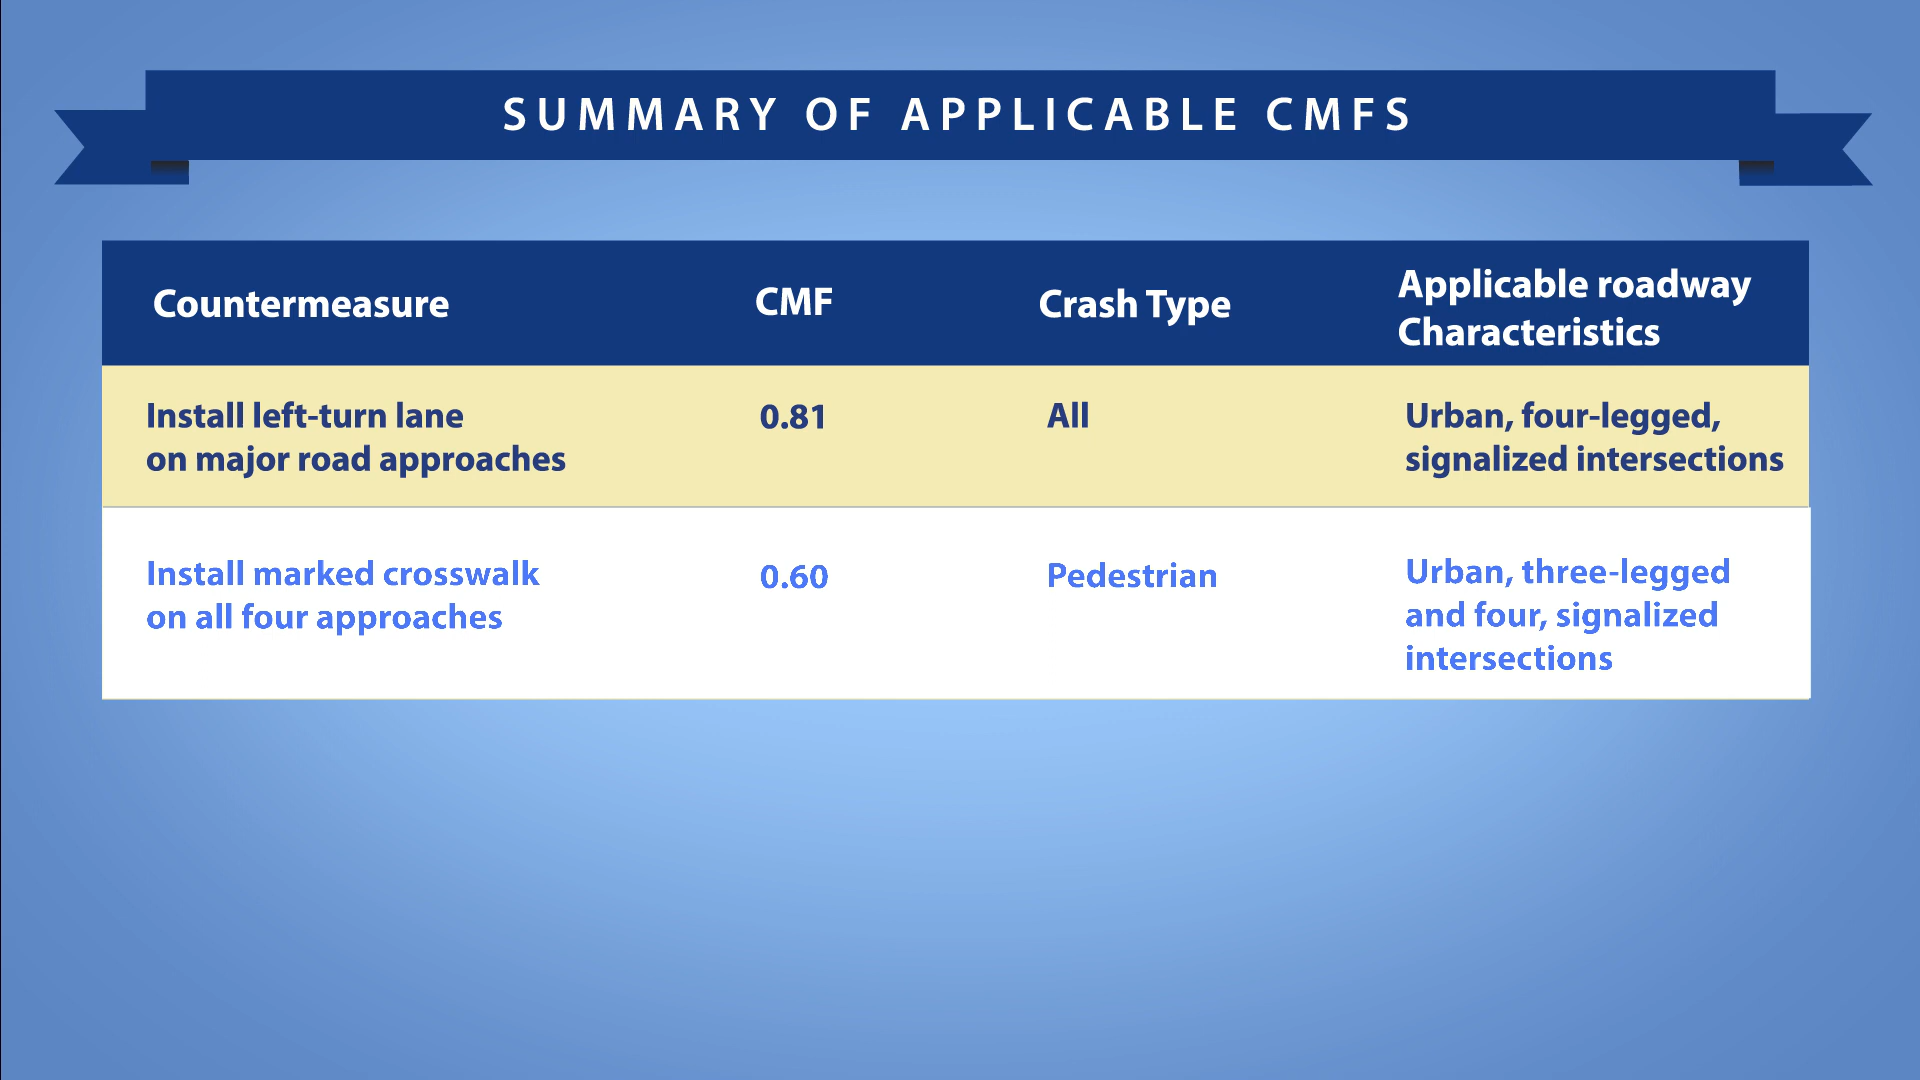 SUMMARY OF APPLICABLE CMFS
Countermeasure
CMF
Crash Type
Applicable roadway
Characteristics
Install left-turn lane
on major road approaches
0.81
All
Urban, four-legged,
signalized intersections
Install marked crosswalk
on all four approaches
0.60
Pedestrian
Urban, three-legged
and four, signalized
intersections